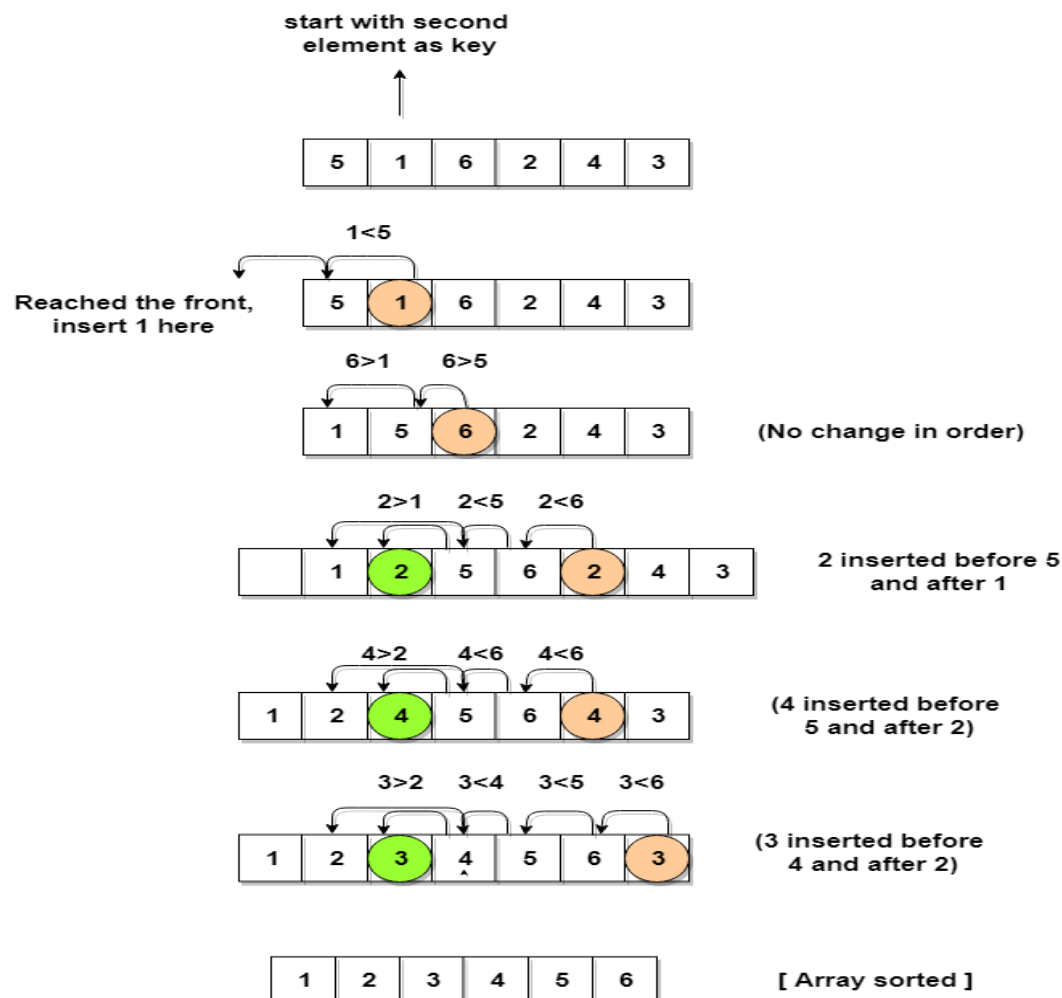 start with second
element as key
5 1 6 2 4 3
1<5
Reached the front,
insert 1 here
5 1 6 2 4 3
6>1 6>5
1 5 6 2 4 3
(No change in order)
2>1 2<5 2<6
1 2 5 6 2 4 3
2 inserted before 5
and after 1
4>2 4<6 4<6
1 2 4 5 6 4 3
(4 inserted before
5 and after 2)
3>2 3<4 3<5 3<6
1 2 3 4 5 6 3
(3 inserted before
4 and after 2)
1 2 3 4 5 6
[ Array sorted ]